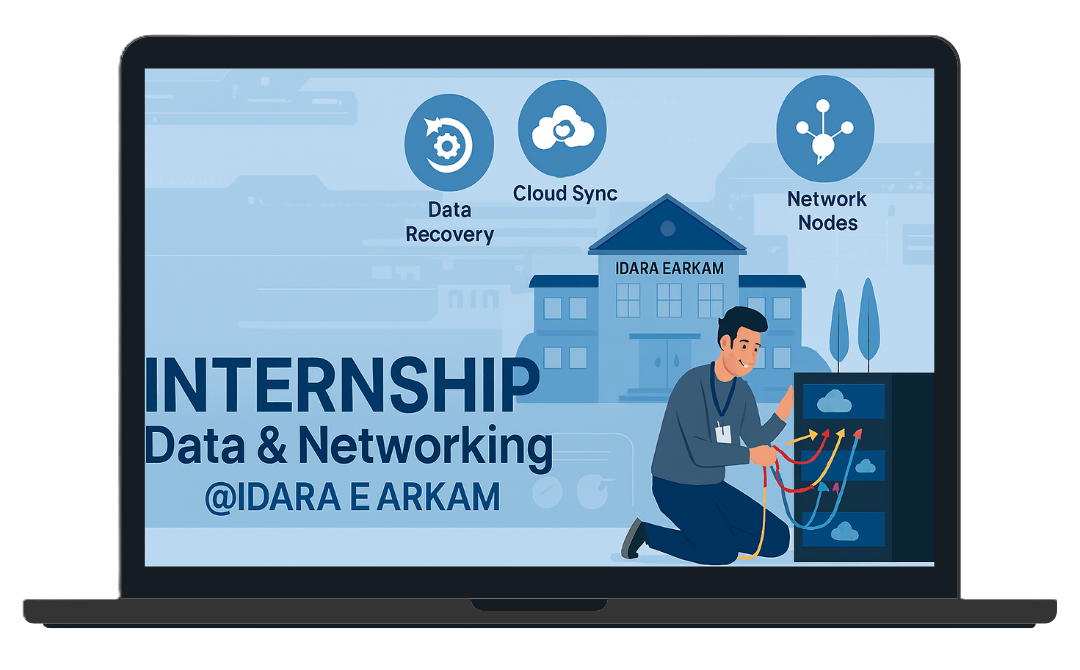 Data
Recovery
Cloud Sync
Network
Nodes
IDARA EARKAM
INTERNSHIP
Data & Networking
@IDARA E ARKAM